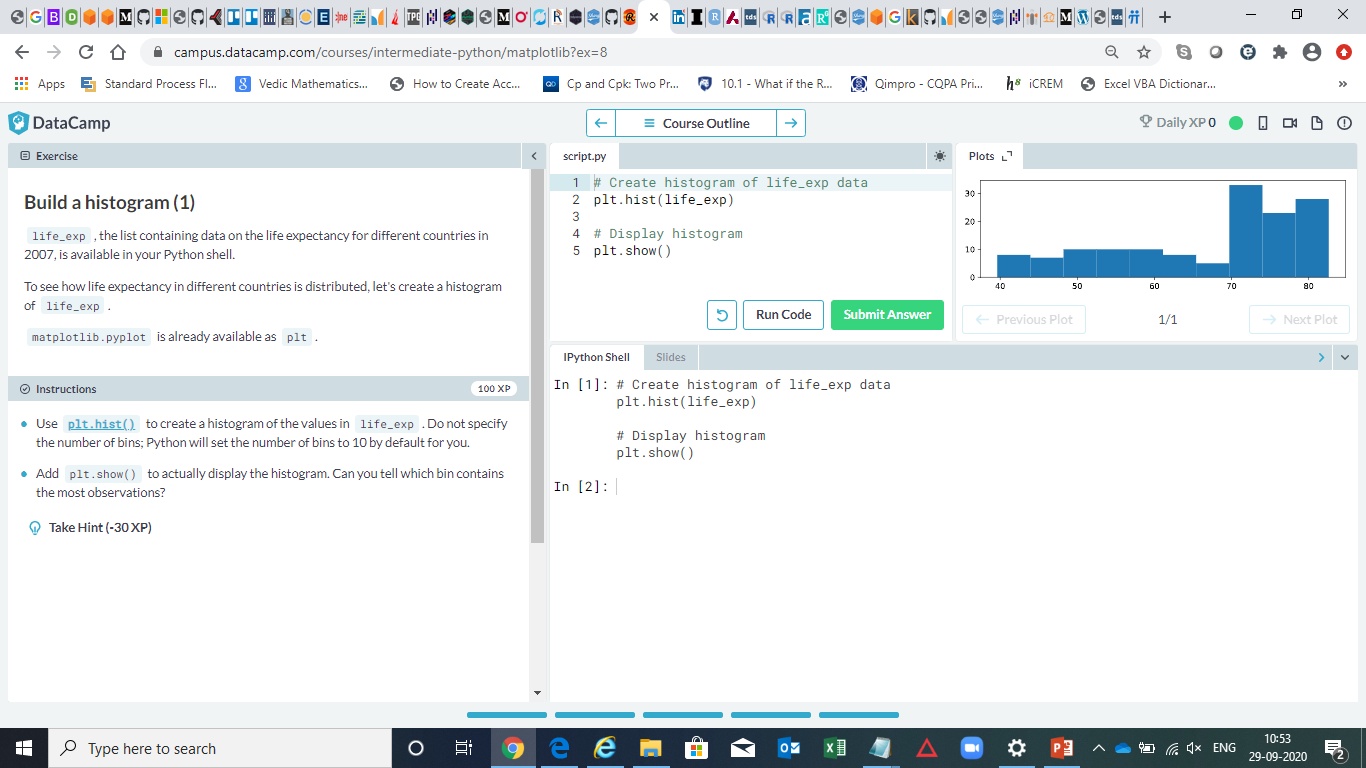 campus.datacamp.com/courses/intermediate-python/matplotlib?ex=8
Apps Standard Process Fl... Vedic Mathematics... How to Create Acc... Cp and Cpk: Two Pr... 10.1 - What if the R... Qimpro - CQPA Pri... iCREM Excel VBA Dictionar... »
DataCamp
Course Outline
Daily XP 0
Exercise
Build a histogram (1)
life_exp , the list containing data on the life expectancy for different countries in
2007, is available in your Python shell.
To see how life expectancy in different countries is distributed, let's create a histogram
of life_exp .
matplotlib.pyplot is already available as plt .
Instructions
100 XP
Use plt.hist() to create a histogram of the values in life_exp . Do not specify
the number of bins; Python will set the number of bins to 10 by default for you.
Add plt.show() to actually display the histogram. Can you tell which bin contains
the most observations?
Take Hint (-30 XP)
script.py
1 # Create histogram of life_exp data
2 plt.hist(life_exp)
3
4 # Display histogram
5 plt.show()
Run Code
Submit Answer
Plots
30
20
10
0
40 50 60 70 80
Previous Plot
1/1
Next Plot
IPython Shell
Slides
In [1]: # Create histogram of life_exp data
plt.hist(life_exp)
# Display histogram
plt.show()
In [2]:
Type here to search
ENG
10:53
29-09-2020
2